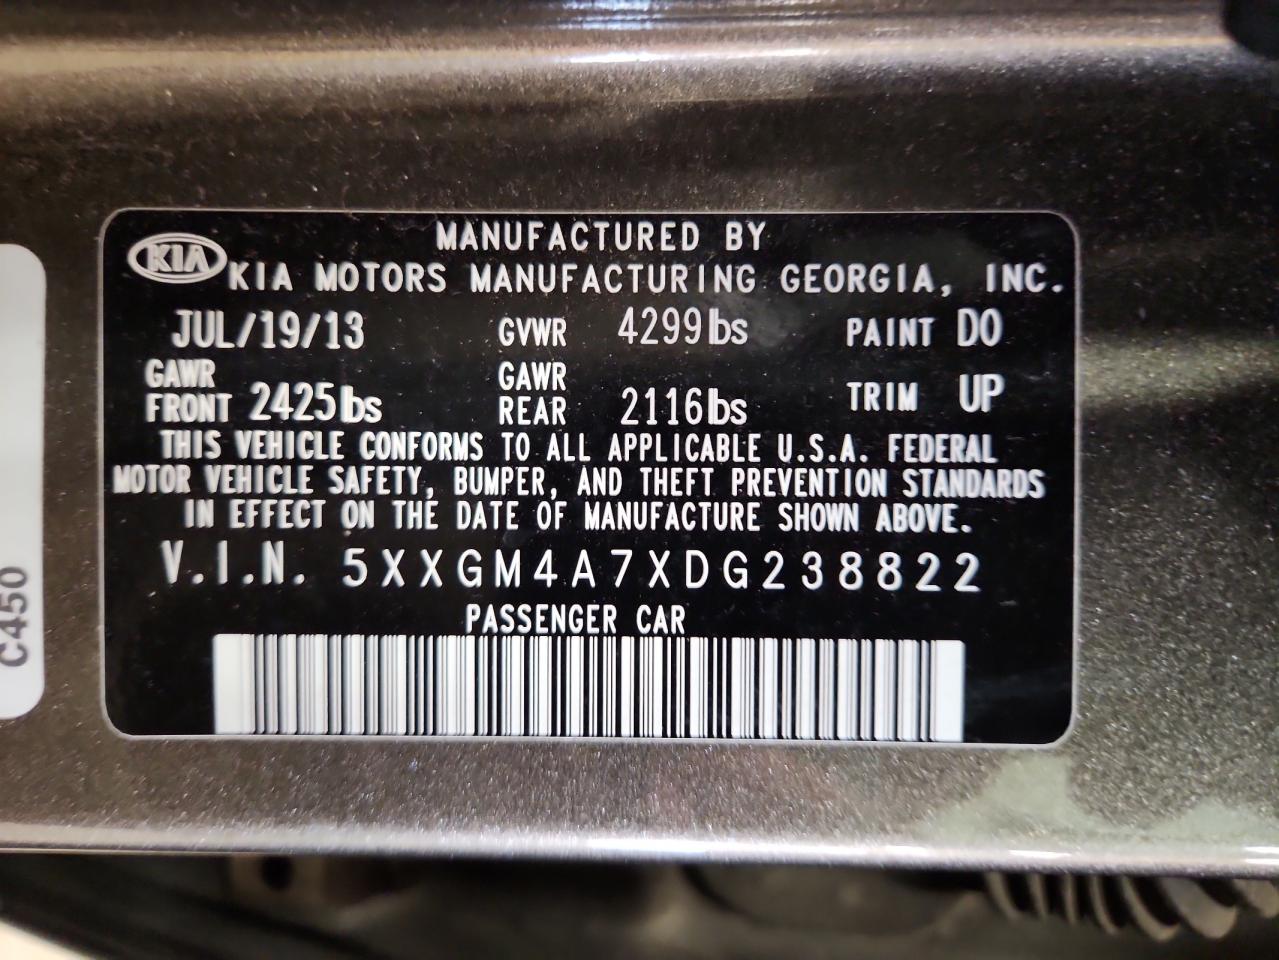 MANUFACTURED BY
KIA KIA MOTORS MANUFACTURING GEORGIA, INC.
JUL/19/13 GVWR 4299lbs PAINT D0
GAWR FRONT 2425lbs GAWR REAR 2116lbs TRIM UP
THIS VEHICLE CONFORMS TO ALL APPLICABLE U.S.A. FEDERAL
MOTOR VEHICLE SAFETY, BUMPER, AND THEFT PREVENTION STANDARDS
IN EFFECT ON THE DATE OF MANUFACTURE SHOWN ABOVE.
V.I.N. 5XXGM4A7XDG238822
PASSENGER CAR
C450